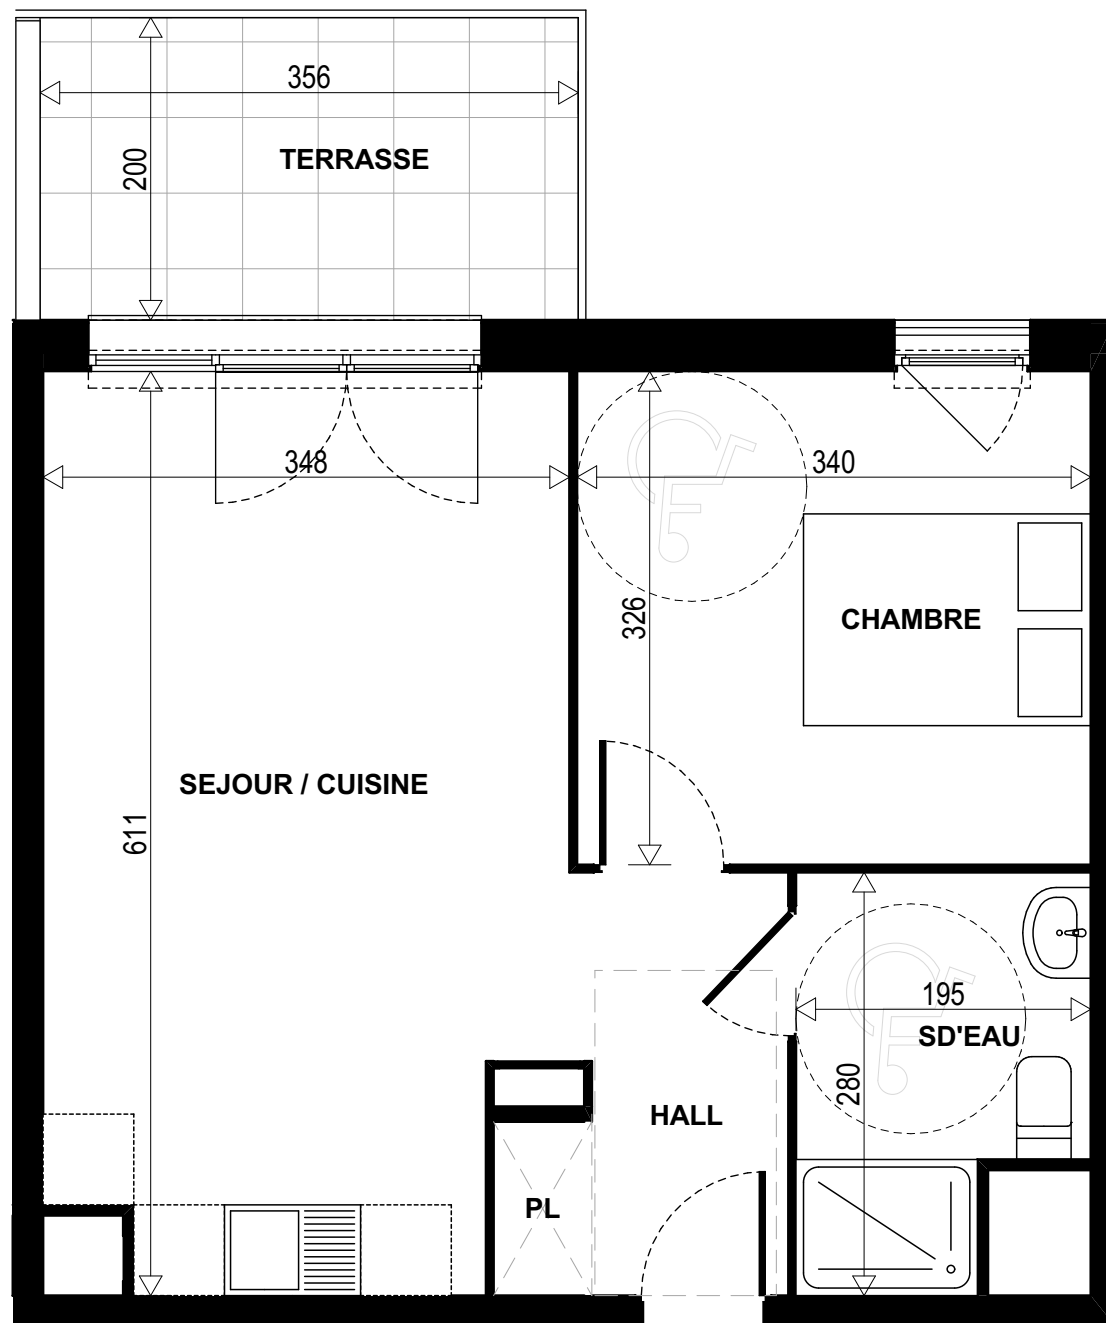 356
200
TERRASSE
348
340
326
CHAMBRE
SEJOUR / CUISINE
611
195
SD'EAU
280
HALL
PL